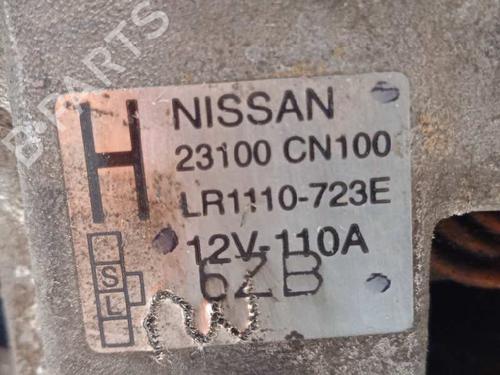 B-PARTS
H
NISSAN
23100 CN100
LR1110-723E
12V-110A
S
L
6ZB